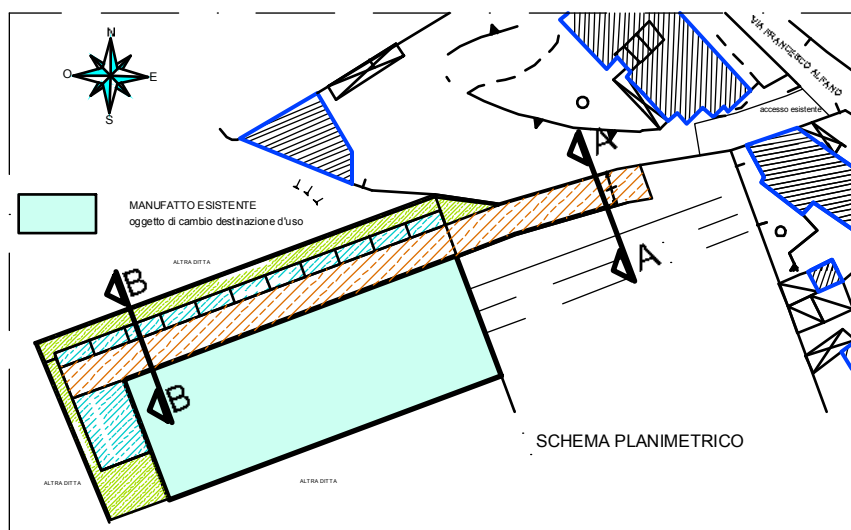 N
O
E
S
VIA FRANCESCO ALFANO
accesso esistente
A
A
MANUFATTO ESISTENTE
oggetto di cambio destinazione d'uso
ALTRA DITTA
B
B
SCHEMA PLANIMETRICO
ALTRA DITTA
ALTRA DITTA